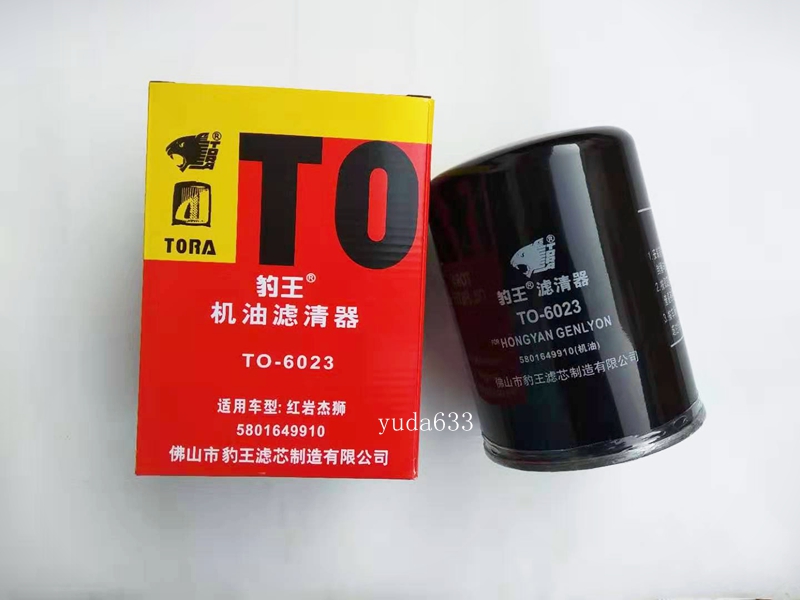 TO
®
TORA
豹王®
机油滤清器
TO-6023
适用车型: 红岩杰狮
5801649910
佛山市豹王滤芯制造有限公司
yuda633
豹王®滤清器
TO-6023
FOR HONGYAN GENLYON
5801649910(机油)
佛山市豹王滤芯制造有限公司